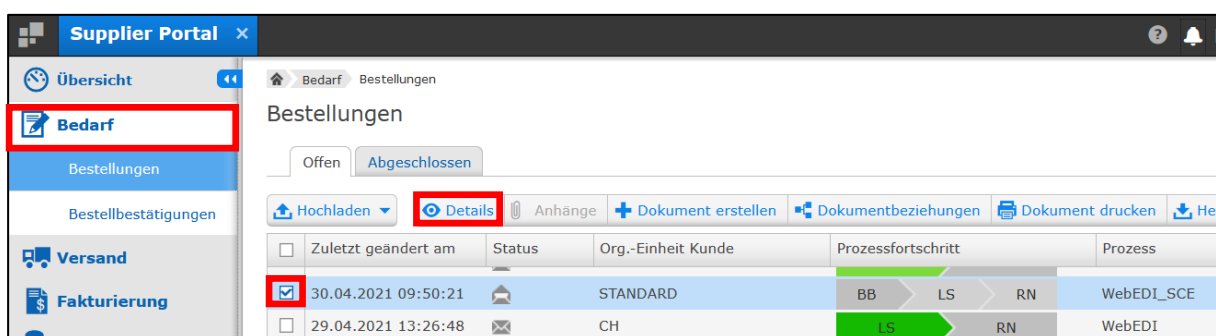 Supplier Portal ×
Übersicht
Bedarf
Bestellungen
Bestellbestätigungen
Versand
Fakturierung
Bedarf Bestellungen
Bestellungen
Offen Abgeschlossen
Hochladen Details Anhänge Dokument erstellen Dokumentbeziehungen Dokument drucken He
Zuletzt geändert am Status Org.-Einheit Kunde Prozessfortschritt Prozess
30.04.2021 09:50:21 STANDARD BB LS RN WebEDI_SCE
29.04.2021 13:26:48 CH LS RN WebEDI